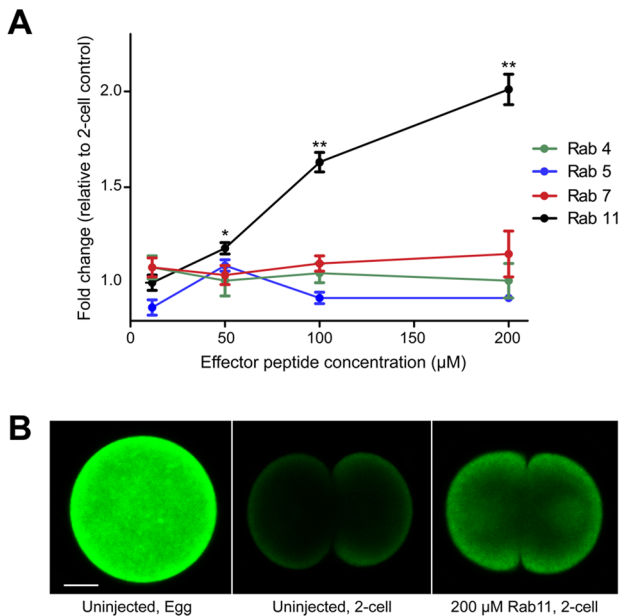 A
Fold change (relative to 2-cell control)
2.0
1.5
1.0
0
50
100
150
200
Effector peptide concentration (µM)
*
**
**
Rab 4
Rab 5
Rab 7
Rab 11
B
Uninjected, Egg
Uninjected, 2-cell
200 µM Rab11, 2-cell